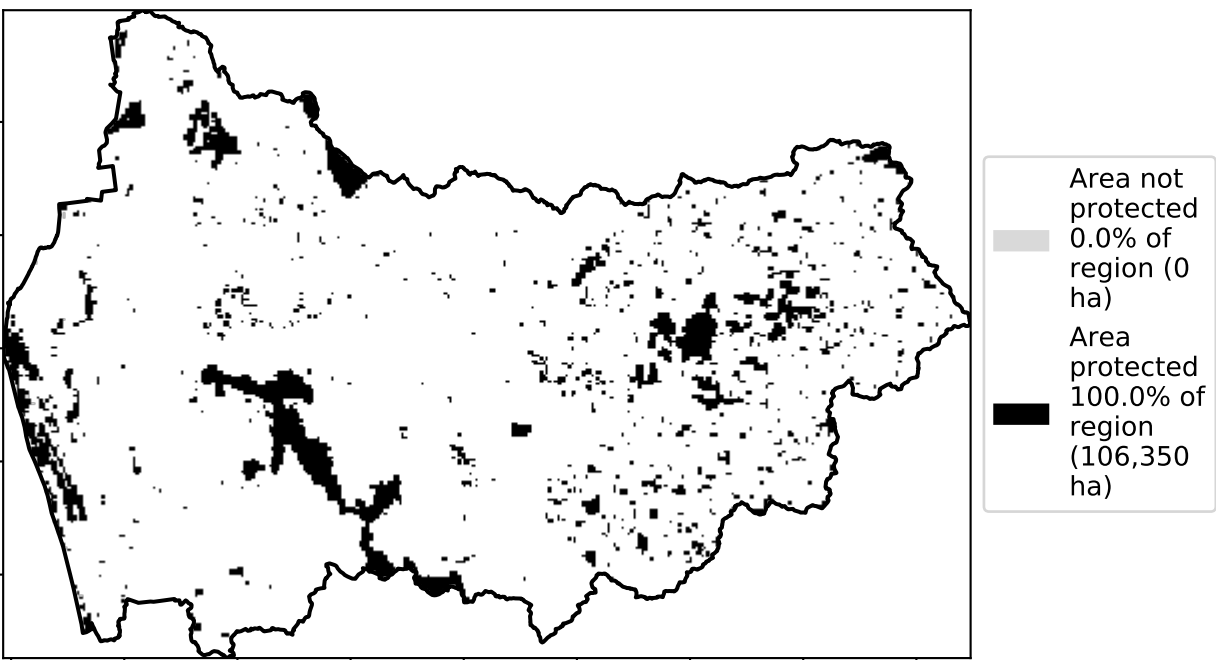 Area not
protected
0.0% of
region (0
ha)
Area
protected
100.0% of
region
(106,350
ha)